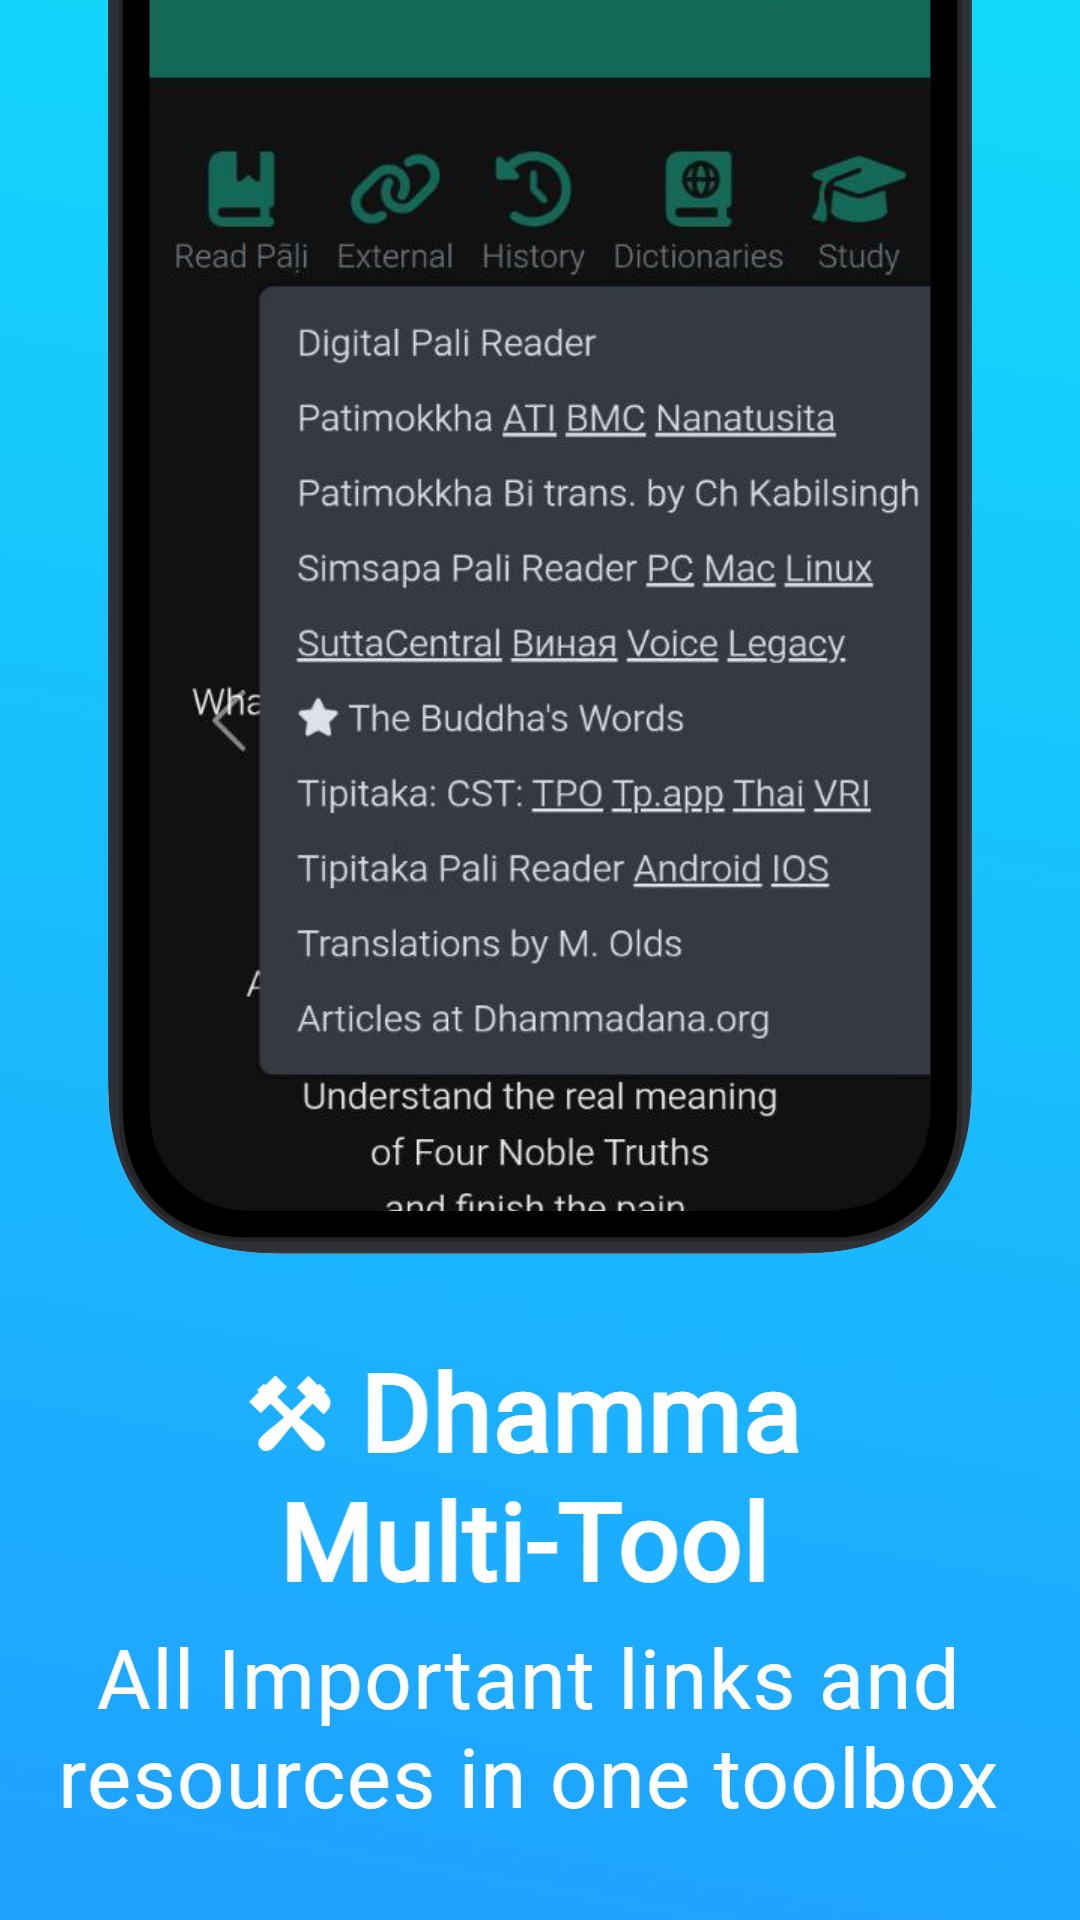 Read Pāḷi External History Dictionaries Study
Digital Pali Reader
Patimokkha ATI BMC Nanatusita
Patimokkha Bi trans. by Ch Kabilsingh
Simsapa Pali Reader PC Mac Linux
SuttaCentral Виная Voice Legacy
Wha
The Buddha's Words
Tipitaka: CST: TPO Tp.app Thai VRI
Tipitaka Pali Reader Android IOS
Translations by M. Olds
A
Articles at Dhammadana.org
Understand the real meaning
of Four Noble Truths
and finish the pain
⚒ Dhamma
Multi-Tool
All Important links and
resources in one toolbox